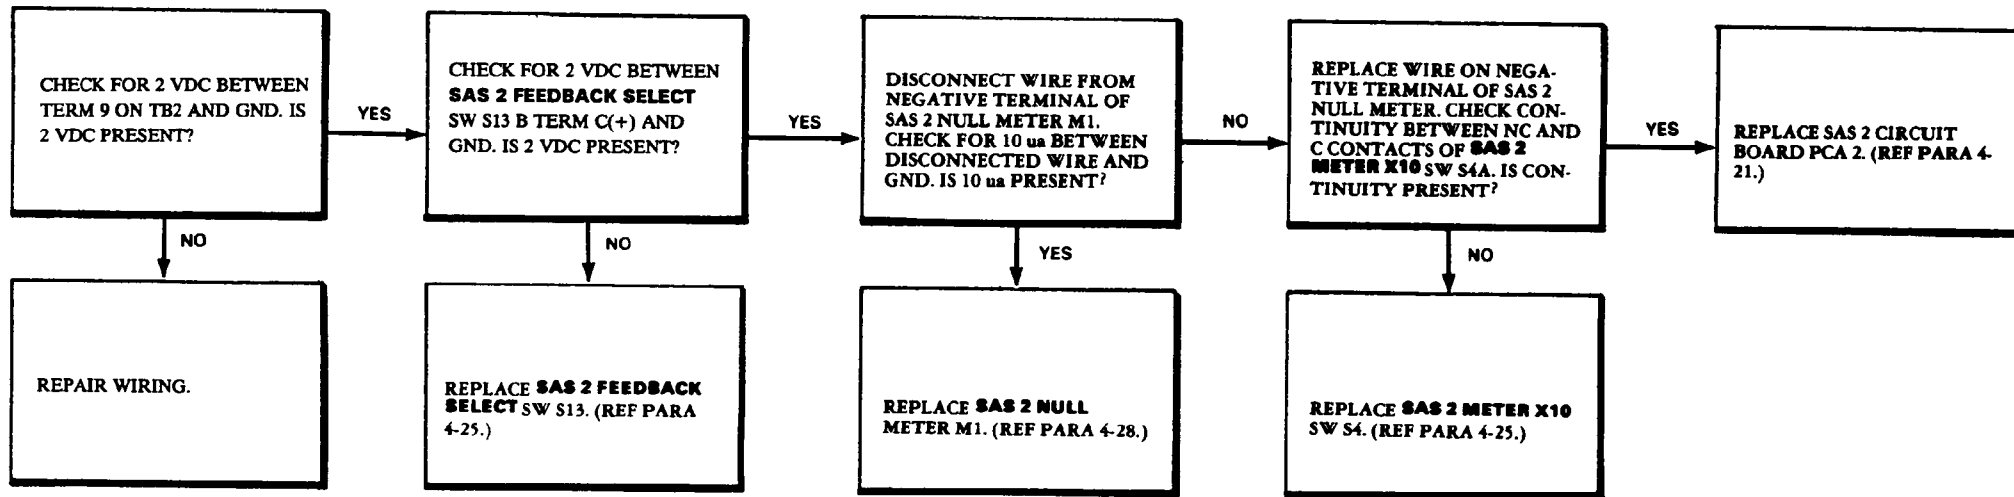 CHECK FOR 2 VDC BETWEEN
TERM 9 ON TB2 AND GND. IS
2 VDC PRESENT?
YES
CHECK FOR 2 VDC BETWEEN
SAS 2 FEEDBACK SELECT
SW S13 B TERM C(+) AND
GND. IS 2 VDC PRESENT?
YES
DISCONNECT WIRE FROM
NEGATIVE TERMINAL OF
SAS 2 NULL METER M1.
CHECK FOR 10 ua BETWEEN
DISCONNECTED WIRE AND
GND. IS 10 ua PRESENT?
NO
REPLACE WIRE ON NEGA-
TIVE TERMINAL OF SAS 2
NULL METER. CHECK CON-
TINUITY BETWEEN NC AND
C CONTACTS OF SAS 2
METER X10 SW S4A. IS CON-
TINUITY PRESENT?
YES
REPLACE SAS 2 CIRCUIT
BOARD PCA 2. (REF PARA 4-
21.)
NO
NO
YES
NO
REPAIR WIRING.
REPLACE SAS 2 FEEDBACK
SELECT SW S13. (REF PARA
4-25.)
REPLACE SAS 2 NULL
METER M1. (REF PARA 4-28.)
REPLACE SAS 2 METER X10
SW S4. (REF PARA 4-25.)